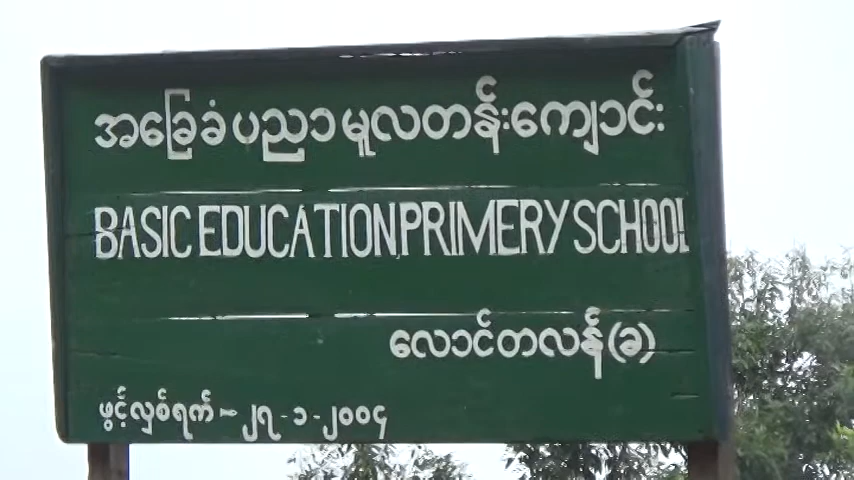 အခြေခံပညာမူလတန်းကျောင်း
BASIC EDUCATION PRIMERY SCHOOL
လောင်တလန်(ခ)
ဖွင့်လှစ်ရက် - ၂၇-၁-၂၀၀၄